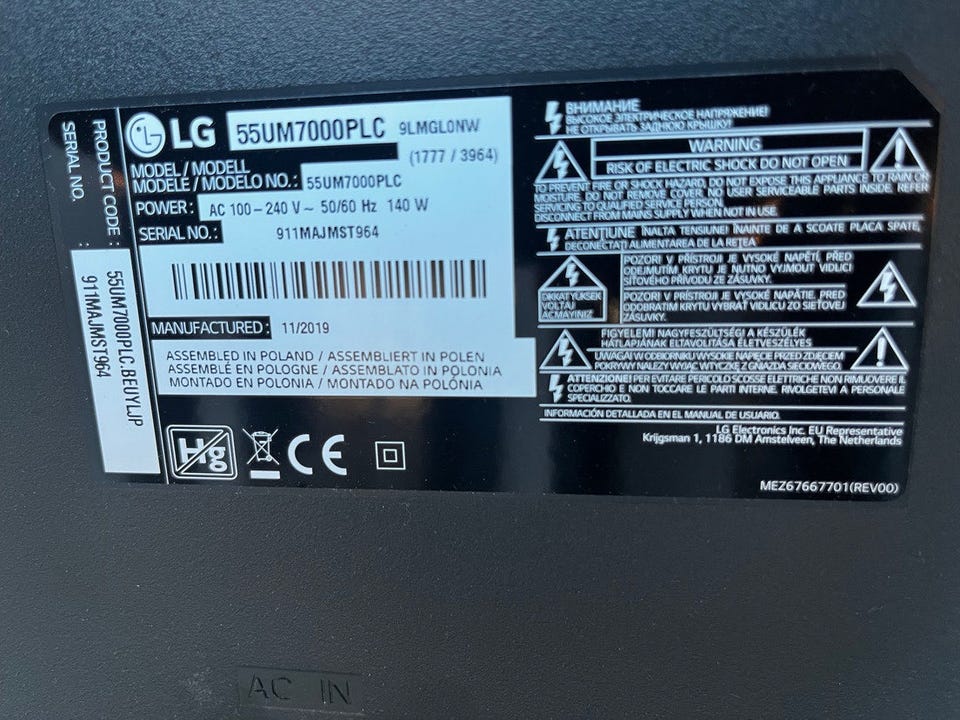 SERIAL NO. :
PRODUCT CODE :
911MAJMST964
55UM7000PLC.BEUYLJP
LG 55UM7000PLC 9LMGL0NW
(1777 / 3964)
MODEL / MODELL
MODÈLE / MODELO NO. : 55UM7000PLC
POWER : AC 100-240 V ~ 50/60 Hz 140 W
SERIAL NO. : 911MAJMST964
MANUFACTURED : 11/2019
ASSEMBLED IN POLAND / ASSEMBLIERT IN POLEN
ASSEMBLÉ EN POLOGNE / ASSEMBLATO IN POLONIA
MONTADO EN POLONIA / MONTADO NA POLÓNIA
Hg
CE
ВНИМАНИЕ
ВЫСОКОЕ ЭЛЕКТРИЧЕСКОЕ НАПРЯЖЕНИЕ!
НЕ ОТКРЫВАТЬ ЗАДНЮЮ КРЫШКУ!
WARNING
RISK OF ELECTRIC SHOCK DO NOT OPEN
TO PREVENT FIRE OR SHOCK HAZARD, DO NOT EXPOSE THIS APPLIANCE TO RAIN OR
MOISTURE. DO NOT REMOVE COVER. NO USER SERVICEABLE PARTS INSIDE. REFER
SERVICING TO QUALIFIED SERVICE PERSON.
DISCONNECT FROM MAINS SUPPLY WHEN NOT IN USE.
ATENŢIUNE ÎNALTA TENSIUNE! ÎNAINTE DE A SCOATE PLACA SPATE,
DECONECTATI ALIMENTAREA DE LA REŢEA
DIKKAT YÜKSEK
VOLTAJ
AÇMAYINIZ
POZOR! V PŘÍSTROJI JE VYSOKÉ NAPĚTÍ, PŘED
ODEJMUTÍM KRYTU JE NUTNO VYJMOUT VIDLICI
SÍŤOVÉHO PŘÍVODU ZE ZÁSUVKY.
POZOR! V PRÍSTROJI JE VYSOKÉ NAPÄTIE, PRED
ODOBRATÍM KRYTU VYBRAŤ VIDLICU ZO SIEŤOVEJ
ZÁSUVKY.
FIGYELEM! NAGYFESZÜLTSÉG! A KÉSZÜLÉK
HÁTLAPJÁNAK ELTÁVOLÍTÁSA ÉLETVESZÉLYES
UWAGA! W ODBIORNIKU WYSOKIE NAPIĘCIE PRZED ZDJĘCIEM
POKRYWY NALEŻY WYJĄĆ WTYCZKĘ Z GNIAZDA SIECIOWEGO.
ATTENZIONE! PER EVITARE PERICOLO SCOSSE ELETTRICHE NON RIMUOVERE IL
COPERCHIO E NON TOCCARE LE PARTI INTERNE. RIVOLGETEVI A PERSONALE
SPECIALIZZATO.
INFORMACIÓN DETALLADA EN EL MANUAL DE USUARIO.
LG Electronics Inc. EU Representative
Krijgsman 1, 1186 DM Amstelveen, The Netherlands
MEZ67667701(REV00)
AC IN